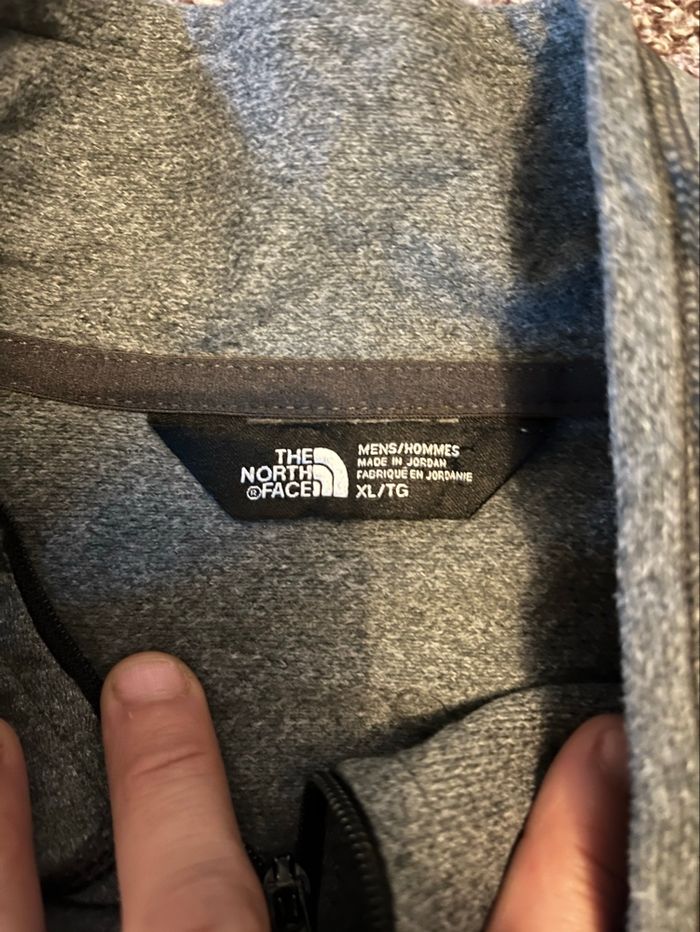 THE
NORTH
®FACE
MENS/HOMMES
MADE IN JORDAN
FABRIQUÉ EN JORDANIE
XL/TG